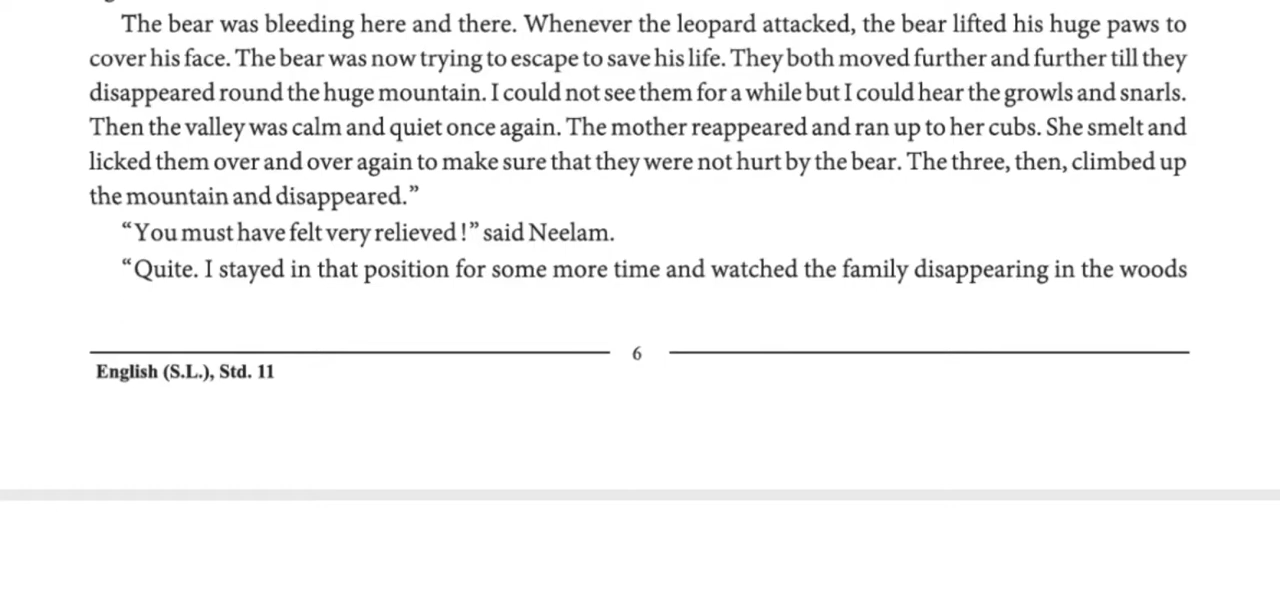 The bear was bleeding here and there. Whenever the leopard attacked, the bear lifted his huge paws to
cover his face. The bear was now trying to escape to save his life. They both moved further and further till they
disappeared round the huge mountain. I could not see them for a while but I could hear the growls and snarls.
Then the valley was calm and quiet once again. The mother reappeared and ran up to her cubs. She smelt and
licked them over and over again to make sure that they were not hurt by the bear. The three, then, climbed up
the mountain and disappeared.”
“You must have felt very relieved !” said Neelam.
“Quite. I stayed in that position for some more time and watched the family disappearing in the woods
6
English (S.L.), Std. 11